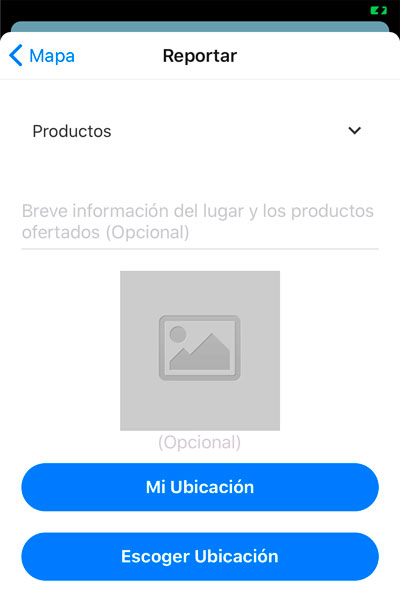 Mapa
Reportar
Productos
Breve información del lugar y los productos
ofertados (Opcional)
(Opcional)
Mi Ubicación
Escoger Ubicación